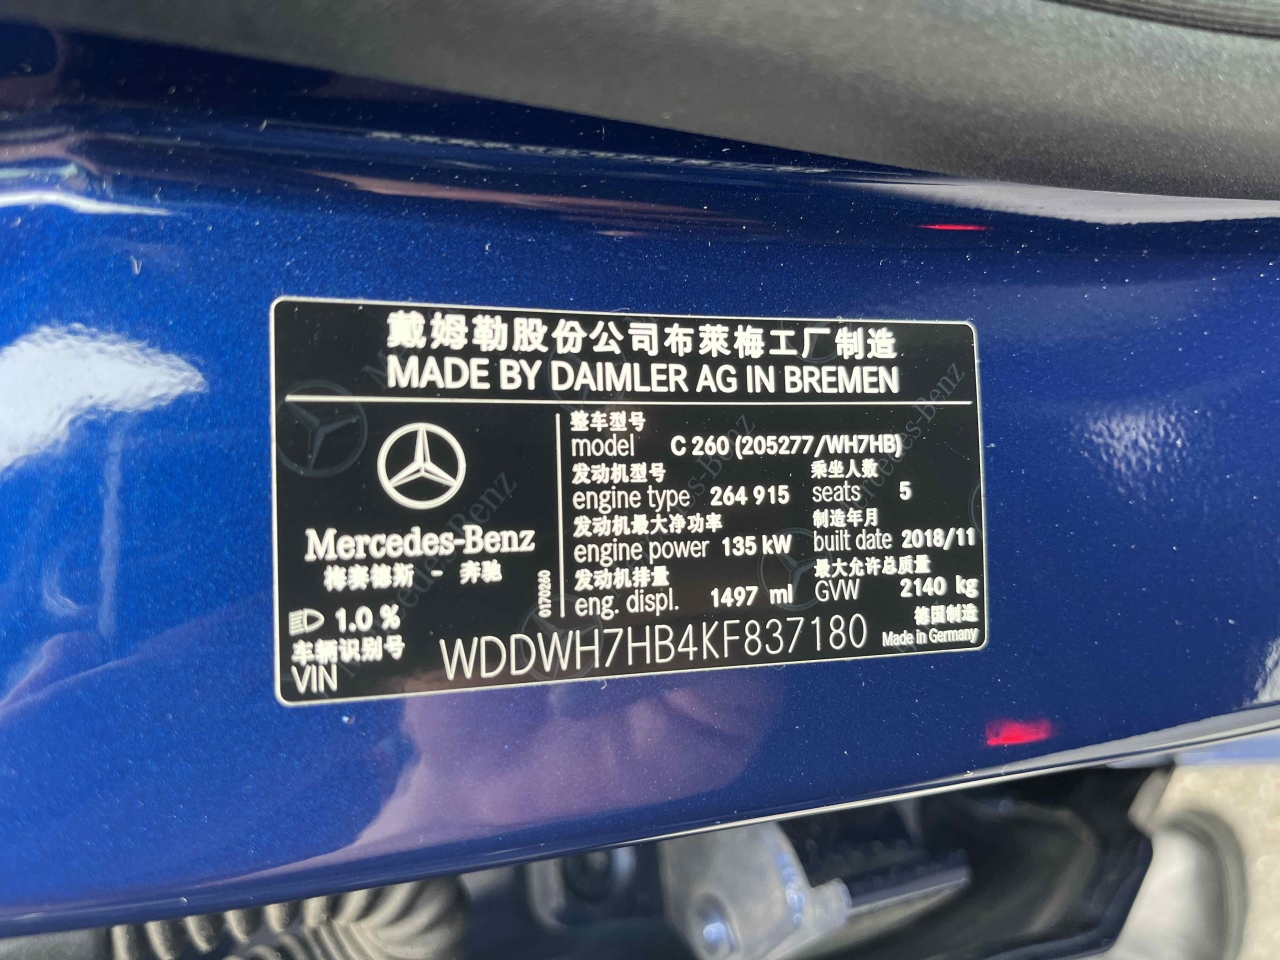 戴姆勒股份公司布莱梅工厂制造
MADE BY DAIMLER AG IN BREMEN
Mercedes-Benz
梅赛德斯 - 奔驰
1.0 %
0170260
整车型号
model C 260 (205277/WH7HB)
发动机型号
engine type 264 915
乘坐人数
seats 5
发动机最大净功率
engine power 135 kW
制造年月
built date 2018/11
发动机排量
eng. displ. 1497 ml
最大允许总质量
GVW 2140 kg
车辆识别号
VIN WDDWH7HB4KF837180
德国制造
Made in Germany
Mercedes-Benz
Mercedes-Benz